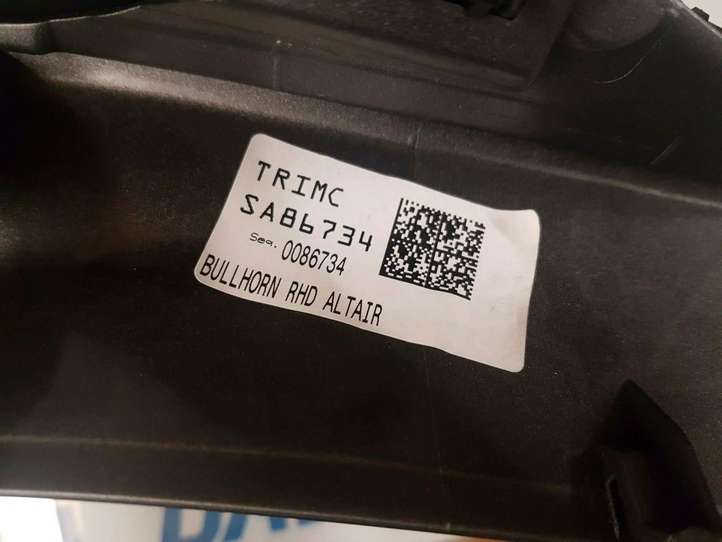 TRIMC
SA86734
Seq. 0086734
BULLHORN RHD ALTAIR